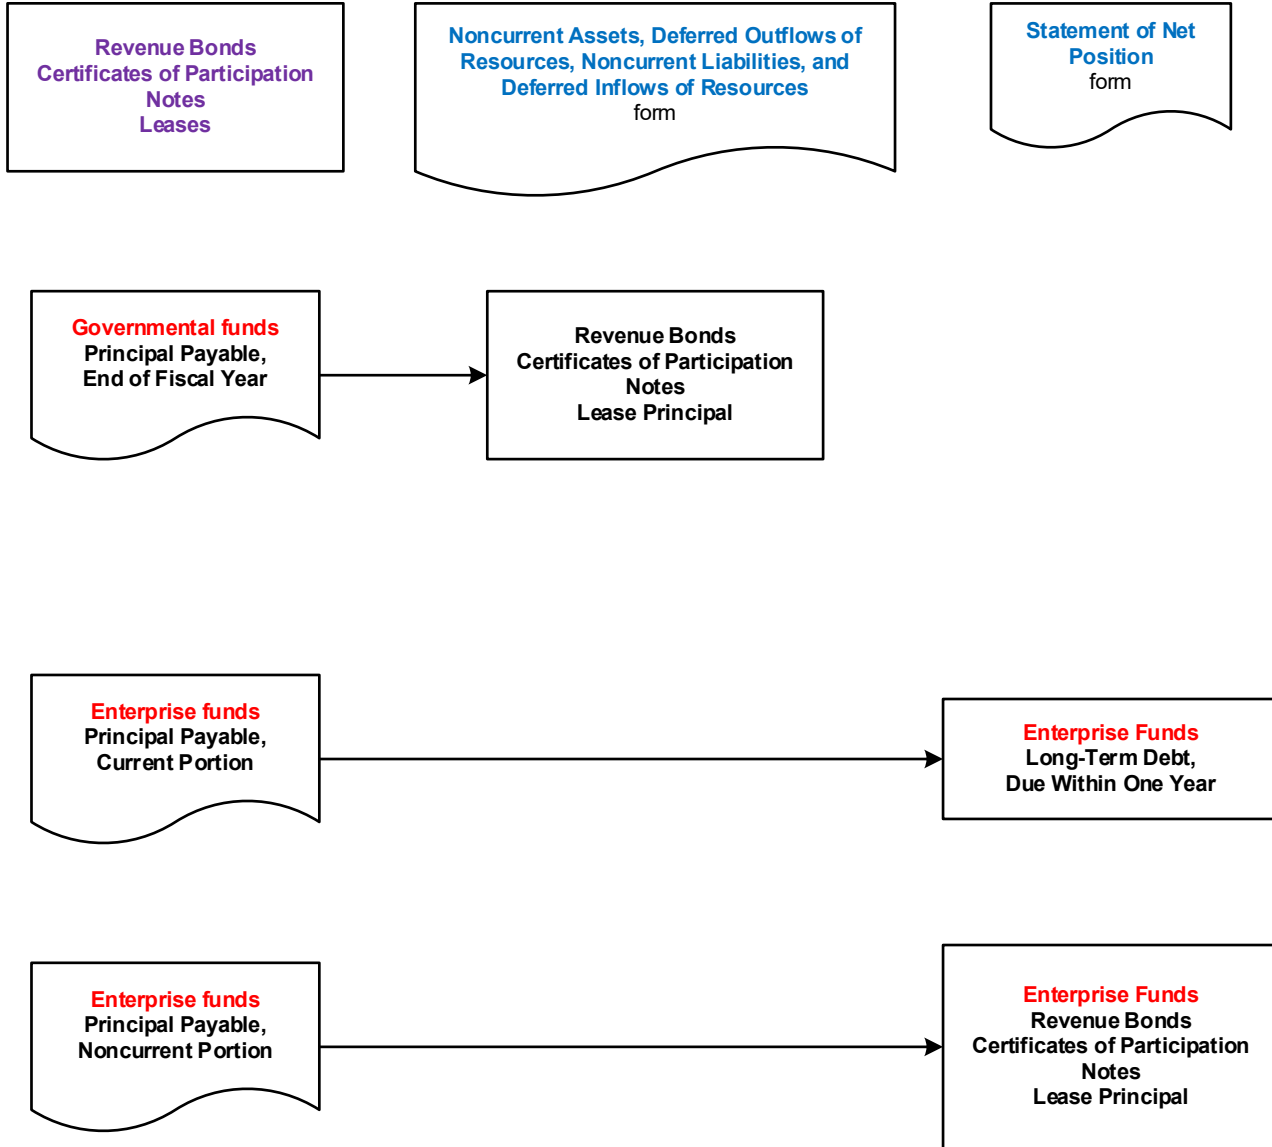 Revenue Bonds
Certificates of Participation
Notes
Leases
Noncurrent Assets, Deferred Outflows of
Resources, Noncurrent Liabilities, and
Deferred Inflows of Resources
form
Statement of Net
Position
form
Governmental funds
Principal Payable,
End of Fiscal Year
Revenue Bonds
Certificates of Participation
Notes
Lease Principal
Enterprise funds
Principal Payable,
Current Portion
Enterprise Funds
Long-Term Debt,
Due Within One Year
Enterprise funds
Principal Payable,
Noncurrent Portion
Enterprise Funds
Revenue Bonds
Certificates of Participation
Notes
Lease Principal